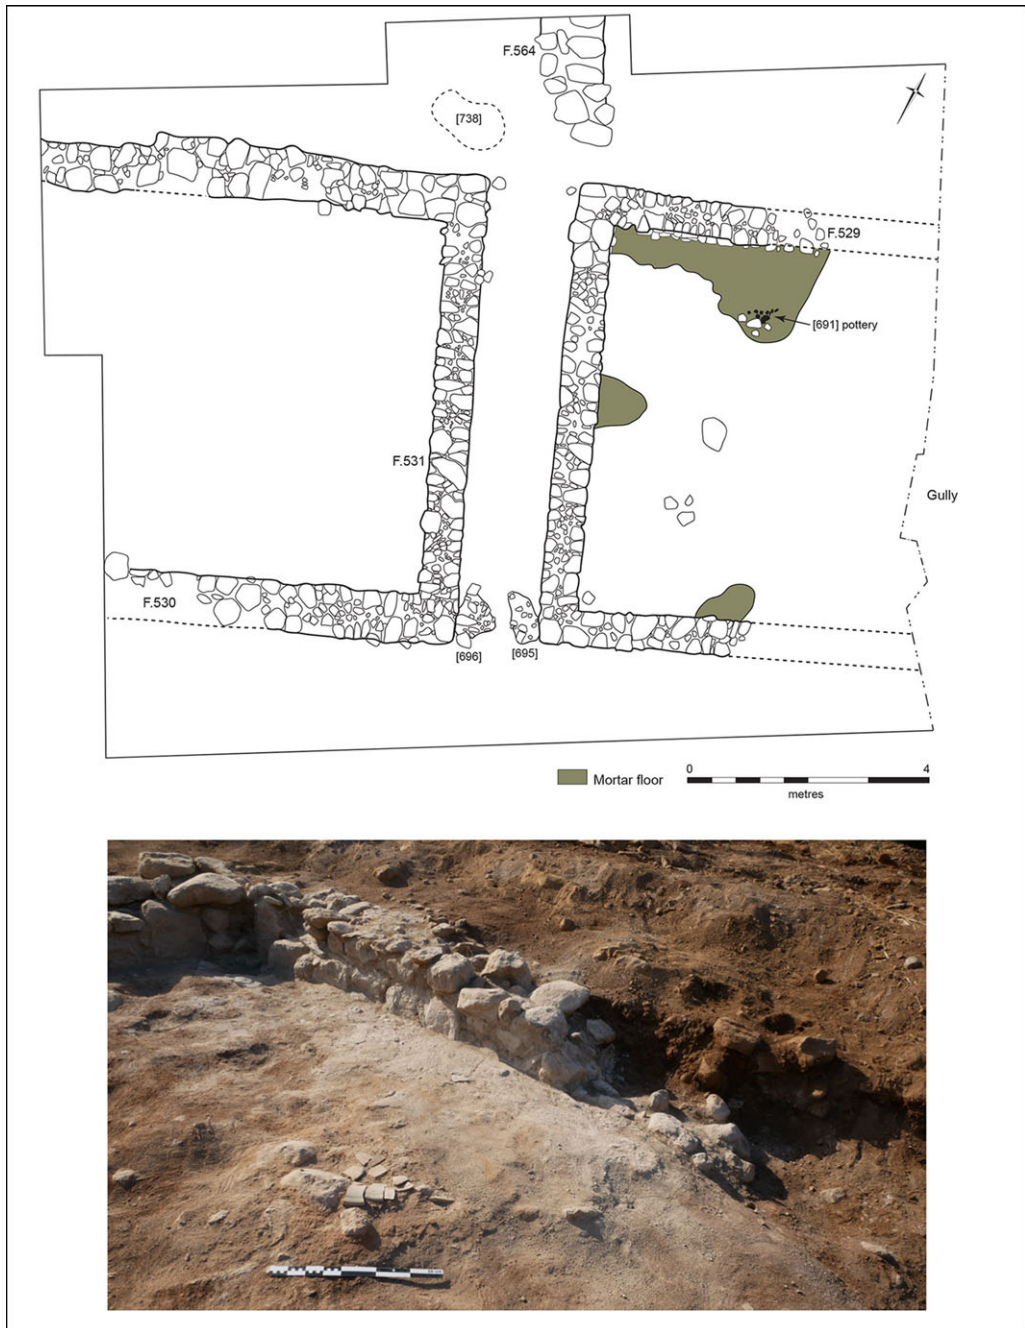 F.564
[738]
F.529
[691] pottery
F.531
Gully
F.530
[696]
[695]
Mortar floor
0
4
metres